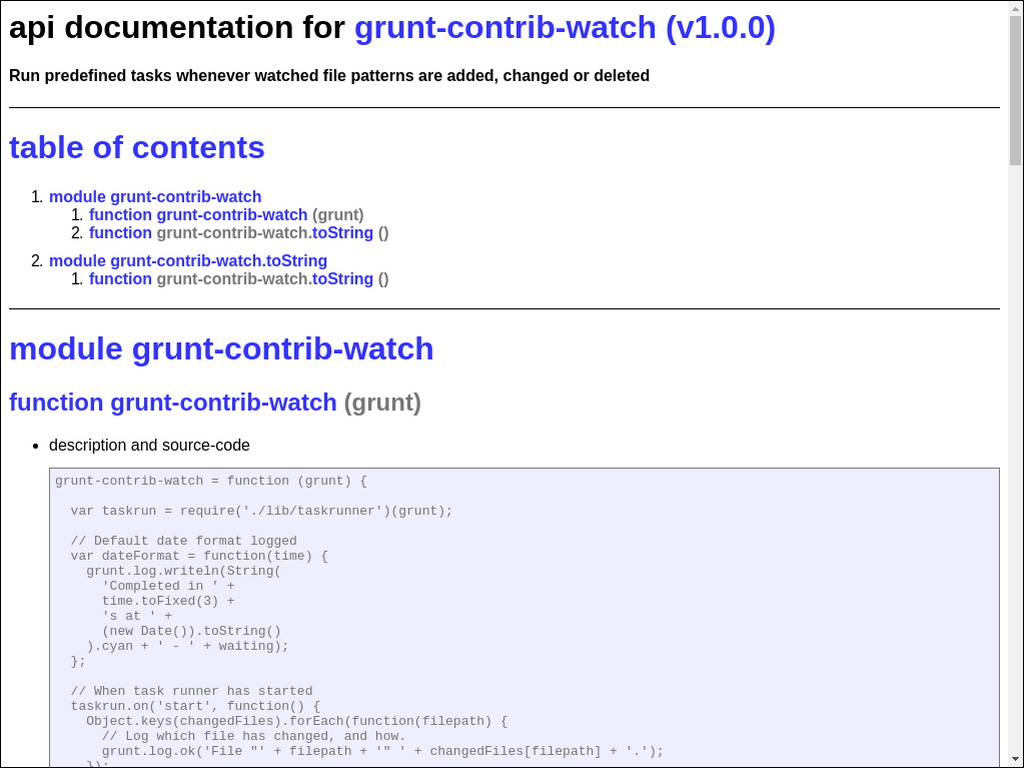 api documentation for grunt-contrib-watch (v1.0.0)
Run predefined tasks whenever watched file patterns are added, changed or deleted
table of contents
1. module grunt-contrib-watch
1. function grunt-contrib-watch (grunt)
2. function grunt-contrib-watch.toString ()
2. module grunt-contrib-watch.toString
1. function grunt-contrib-watch.toString ()
module grunt-contrib-watch
function grunt-contrib-watch (grunt)
• description and source-code
grunt-contrib-watch = function (grunt) {
var taskrun = require('./lib/taskrunner')(grunt);
// Default date format logged
var dateFormat = function(time) {
grunt.log.writeln(String(
'Completed in ' +
time.toFixed(3) +
's at ' +
(new Date()).toString()
).cyan + ' - ' + waiting);
};
// When task runner has started
taskrun.on('start', function() {
Object.keys(changedFiles).forEach(function(filepath) {
// Log which file has changed, and how.
grunt.log.ok('File "' + filepath + '" ' + changedFiles[filepath] + '.');
});